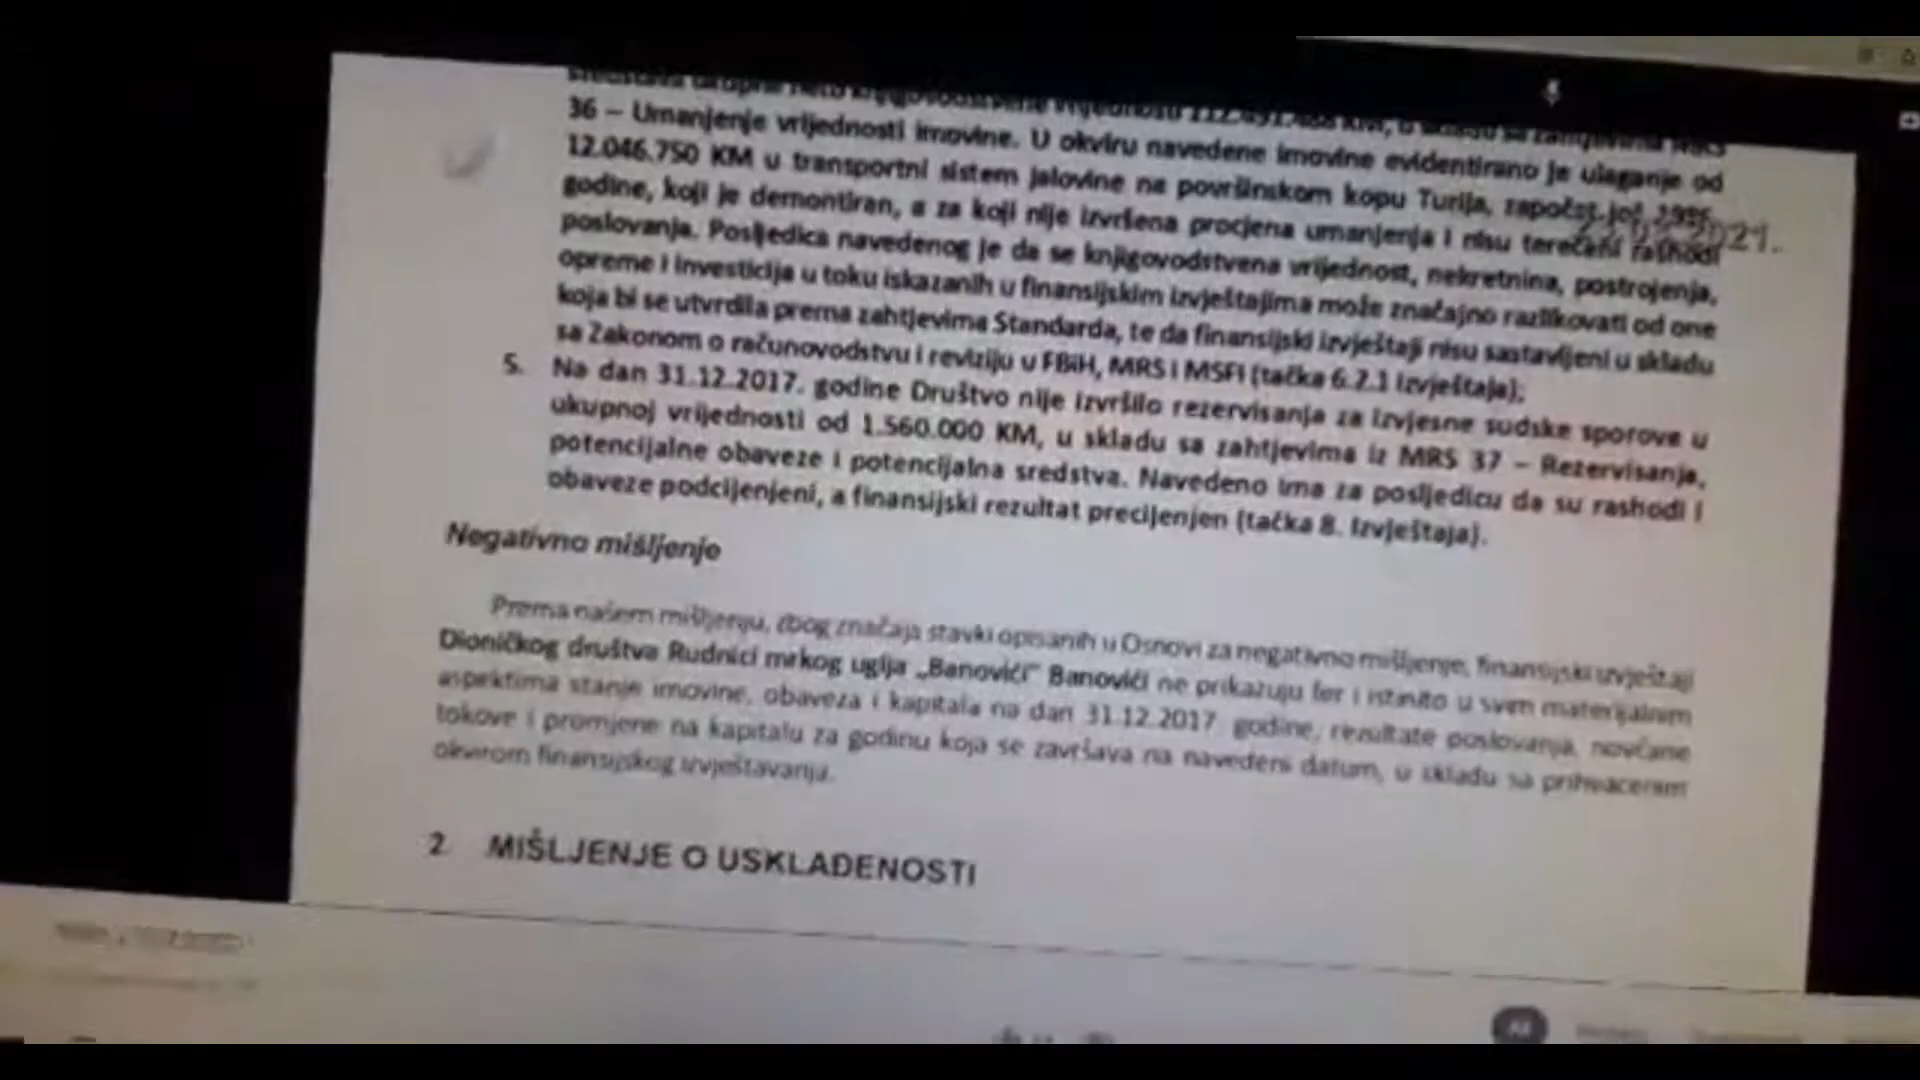 36 – Umanjenje vrijednosti imovine. U okviru navedene imovine evidentirano je ulaganje od
12.046.750 KM u transportni sistem jalovine na površinskom kopu Turija, započet još
godine, koji je demontiran, a za koji nije izvršena procjena umanjenja i nisu terećeni rashodi
poslovanja. Posljedica navedenog je da se knjigovodstvena vrijednost, nekretnina, postrojenja,
opreme i investicija u toku iskazanih u finansijskim izvještajima može značajno razlikovati od one
koja bi se utvrdila prema zahtjevima Standarda, te da finansijski izvještaji nisu sastavljeni u skladu
sa Zakonom o računovodstvu i reviziju u FBiH, MRS i MSFI (tačka 6.2.1 Izvještaja);
5. Na dan 31.12.2017. godine Društvo nije izvršilo rezervisanja za izvjesne sudske sporove u
ukupnoj vrijednosti od 1.560.000 KM, u skladu sa zahtjevima iz MRS 37 – Rezervisanja,
potencijalne obaveze i potencijalna sredstva. Navedeno ima za posljedicu da su rashodi i
obaveze podcijenjeni, a finansijski rezultat precijenjen (tačka 8. Izvještaja).
Negativno mišljenje
Prema našem mišljenju, zbog značaja stavki opisanih u Osnovi za negativno mišljenje, finansijski izvještaji
Dioničkog društva Rudnici mrkog uglja „Banovići“ Banovići ne prikazuju fer i istinito u svim materijalnim
aspektima stanje imovine, obaveza i kapitala na dan 31.12.2017. godine, rezultate poslovanja, novčane
tokove i promjene na kapitalu za godinu koja se završava na navedeni datum, u skladu sa prihvaćenim
okvirom finansijskog izvještavanja.
2. MIŠLJENJE O USKLAĐENOSTI